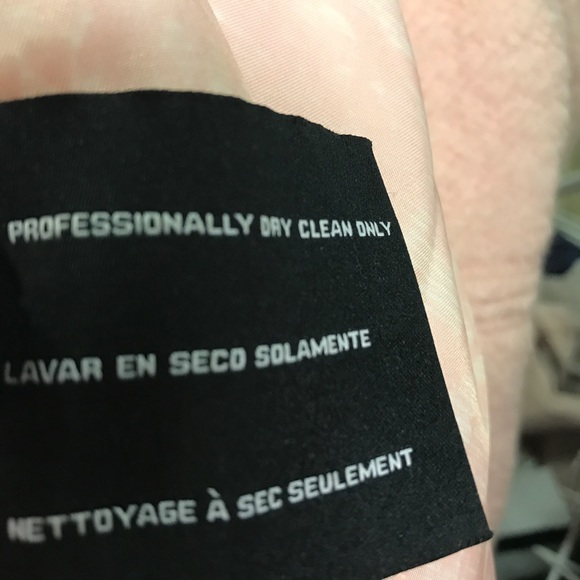 PROFESSIONALLY DRY CLEAN ONLY
LAVAR EN SECO SOLAMENTE
NETTOYAGE À SEC SEULEMENT